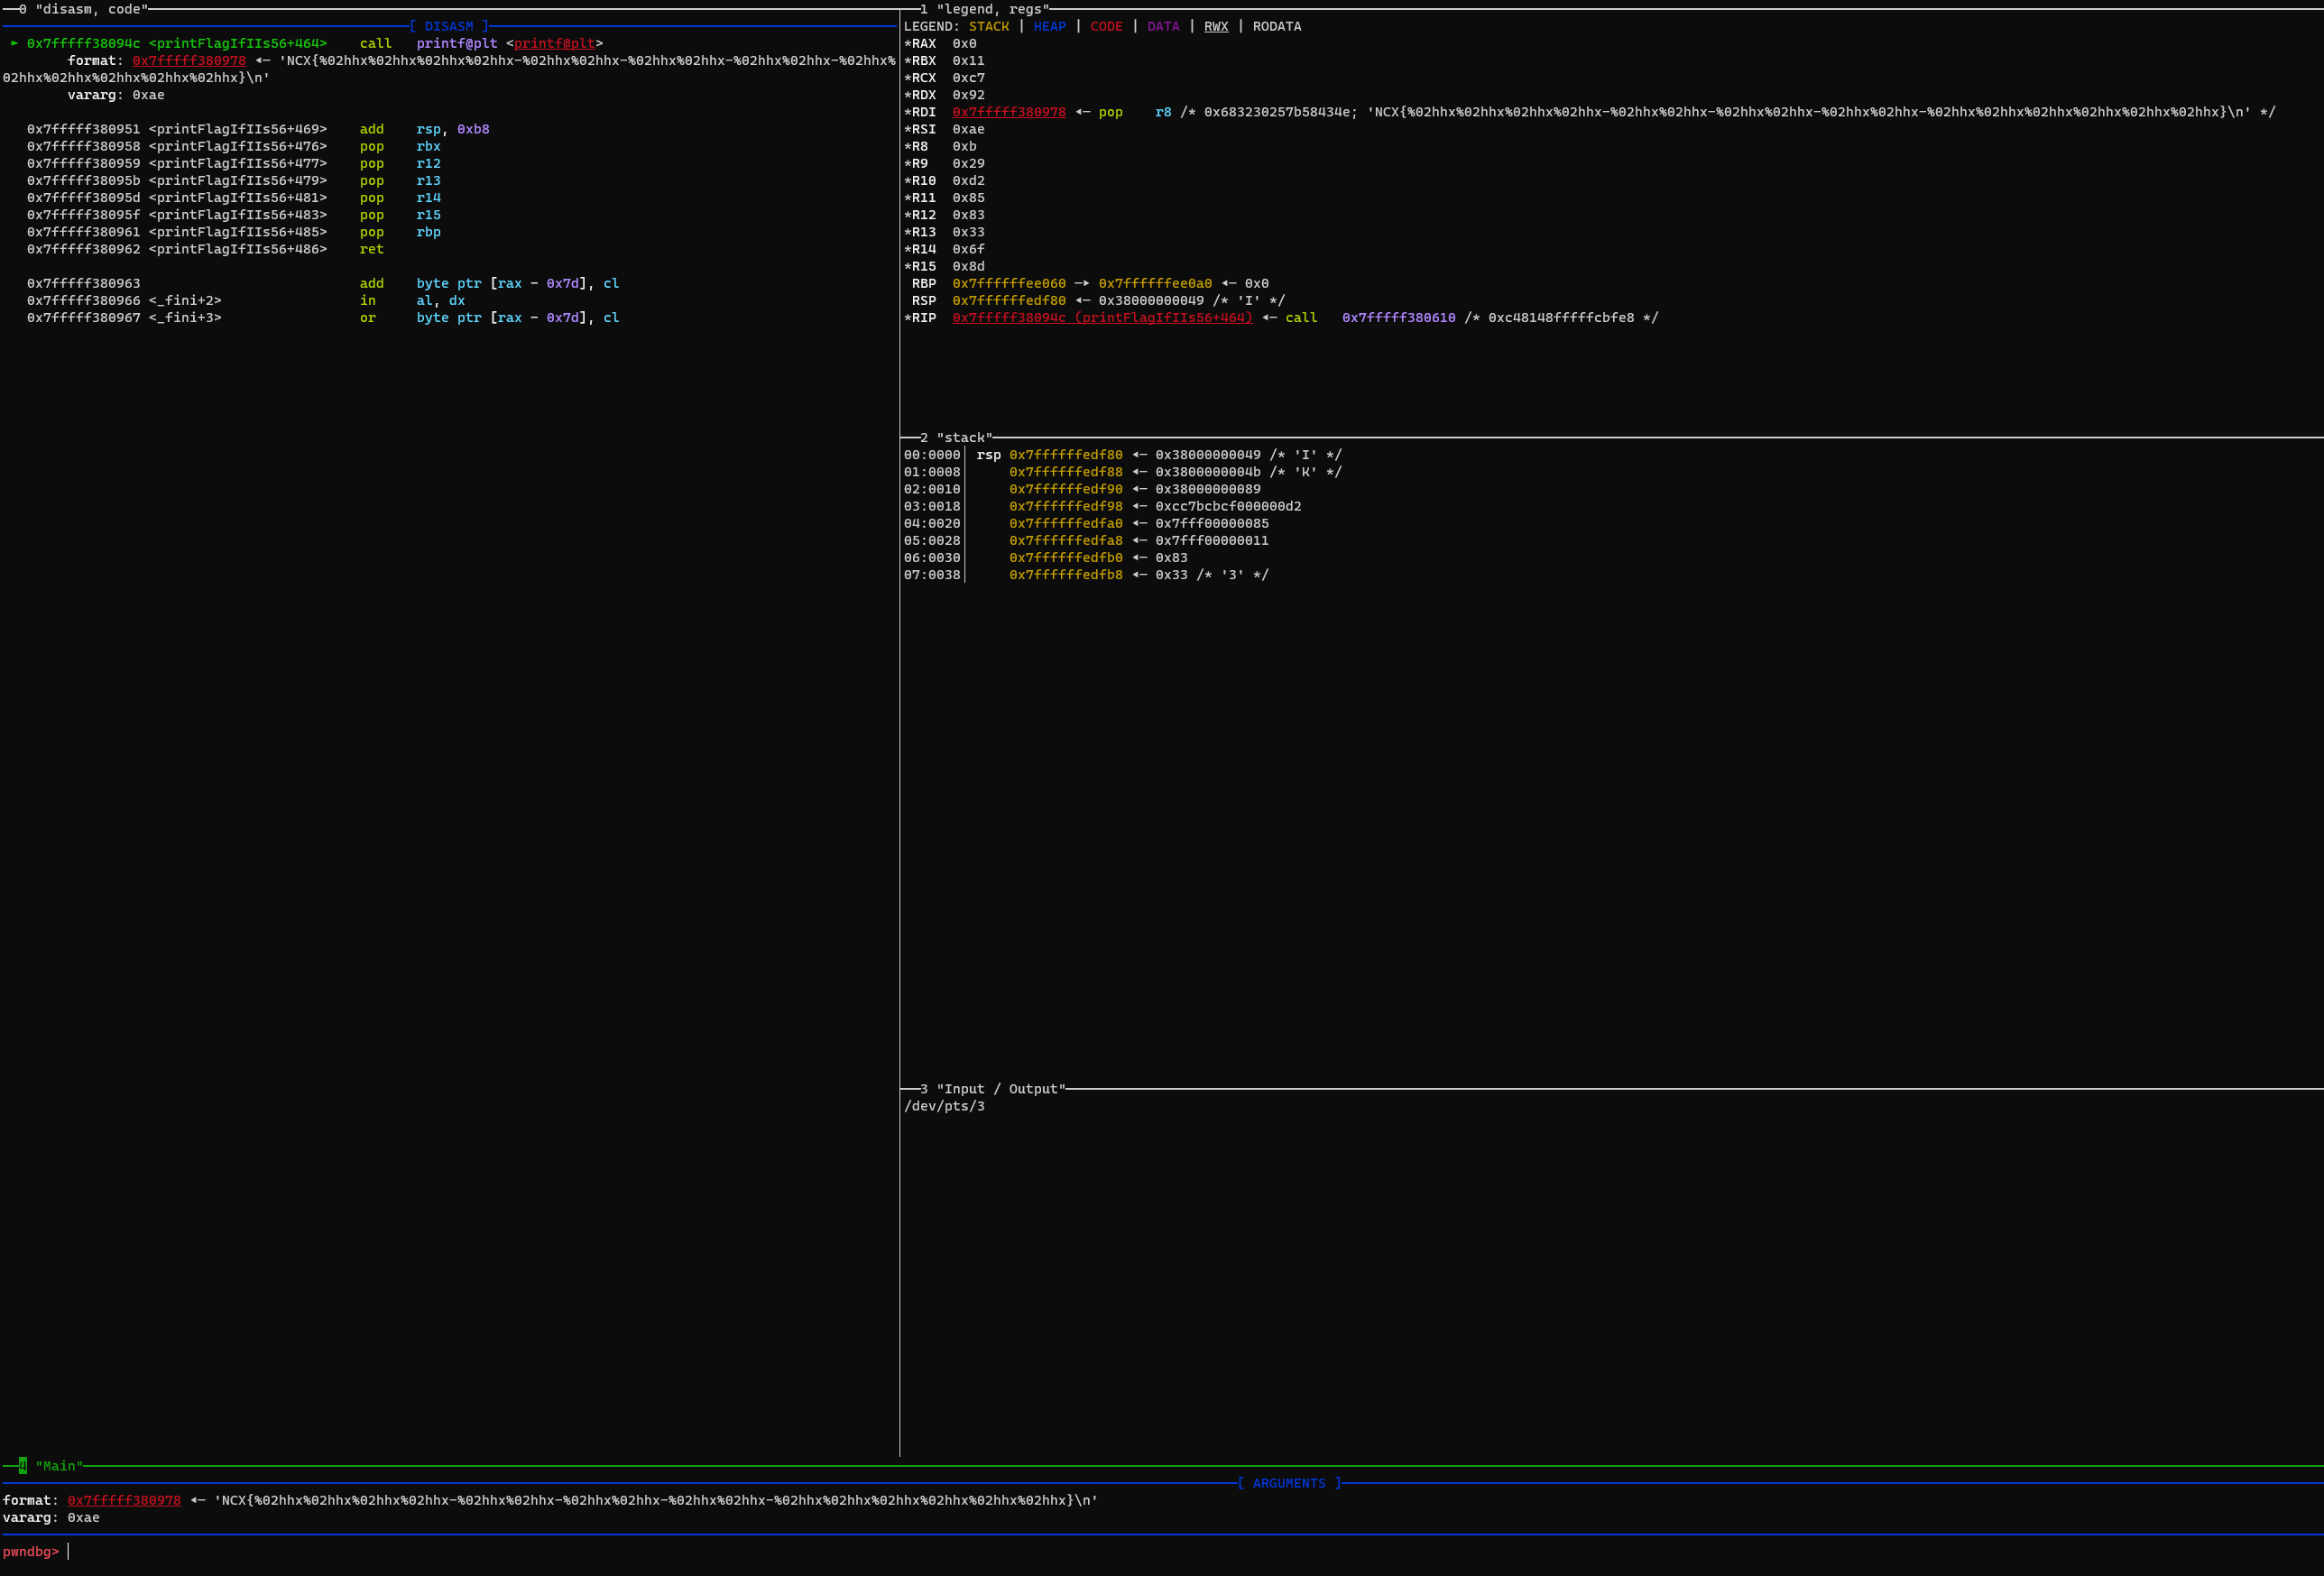 0 "disasm, code"
[ DISASM ]
► 0x7fffff38094c <printFlagIfIIs56+464>    call   printf@plt <printf@plt>
        format: 0x7fffff380978 ◂— 'NCX{%02hhx%02hhx%02hhx%02hhx-%02hhx%02hhx-%02hhx%02hhx-%02hhx%02hhx-%02hhx%
02hhx%02hhx%02hhx%02hhx%02hhx}\n'
        vararg: 0xae
   0x7fffff380951 <printFlagIfIIs56+469>    add    rsp, 0xb8
   0x7fffff380958 <printFlagIfIIs56+476>    pop    rbx
   0x7fffff380959 <printFlagIfIIs56+477>    pop    r12
   0x7fffff38095b <printFlagIfIIs56+479>    pop    r13
   0x7fffff38095d <printFlagIfIIs56+481>    pop    r14
   0x7fffff38095f <printFlagIfIIs56+483>    pop    r15
   0x7fffff380961 <printFlagIfIIs56+485>    pop    rbp
   0x7fffff380962 <printFlagIfIIs56+486>    ret
   0x7fffff380963                           add    byte ptr [rax - 0x7d], cl
   0x7fffff380966 <_fini+2>                 in     al, dx
   0x7fffff380967 <_fini+3>                 or     byte ptr [rax - 0x7d], cl
1 "legend, regs"
LEGEND: STACK | HEAP | CODE | DATA | RWX | RODATA
*RAX  0x0
*RBX  0x11
*RCX  0xc7
*RDX  0x92
*RDI  0x7fffff380978 ◂— pop    r8 /* 0x683230257b58434e; 'NCX{%02hhx%02hhx%02hhx%02hhx-%02hhx%02hhx-%02hhx%02hhx-%02hhx%02hhx-%02hhx%02hhx%02hhx%02hhx%02hhx%02hhx}\n' */
*RSI  0xae
*R8   0xb
*R9   0x29
*R10  0xd2
*R11  0x85
*R12  0x83
*R13  0x33
*R14  0x6f
*R15  0x8d
 RBP  0x7ffffffee060 —▸ 0x7ffffffee0a0 ◂— 0x0
 RSP  0x7ffffffedf80 ◂— 0x38000000049 /* 'I' */
*RIP  0x7fffff38094c (printFlagIfIIs56+464) ◂— call   0x7fffff380610 /* 0xc48148fffffcbfe8 */
2 "stack"
00:0000│ rsp 0x7ffffffedf80 ◂— 0x38000000049 /* 'I' */
01:0008│     0x7ffffffedf88 ◂— 0x3800000004b /* 'K' */
02:0010│     0x7ffffffedf90 ◂— 0x38000000089
03:0018│     0x7ffffffedf98 ◂— 0xcc7bcbcf000000d2
04:0020│     0x7ffffffedfa0 ◂— 0x7fff00000085
05:0028│     0x7ffffffedfa8 ◂— 0x7fff00000011
06:0030│     0x7ffffffedfb0 ◂— 0x83
07:0038│     0x7ffffffedfb8 ◂— 0x33 /* '3' */
3 "Input / Output"
/dev/pts/3
4 "Main"
[ ARGUMENTS ]
format: 0x7fffff380978 ◂— 'NCX{%02hhx%02hhx%02hhx%02hhx-%02hhx%02hhx-%02hhx%02hhx-%02hhx%02hhx-%02hhx%02hhx%02hhx%02hhx%02hhx%02hhx}\n'
vararg: 0xae
pwndbg>